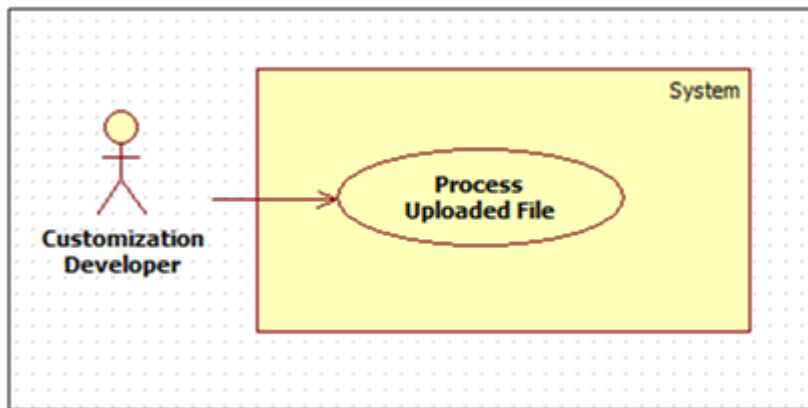 System
Process
Uploaded File
Customization
Developer